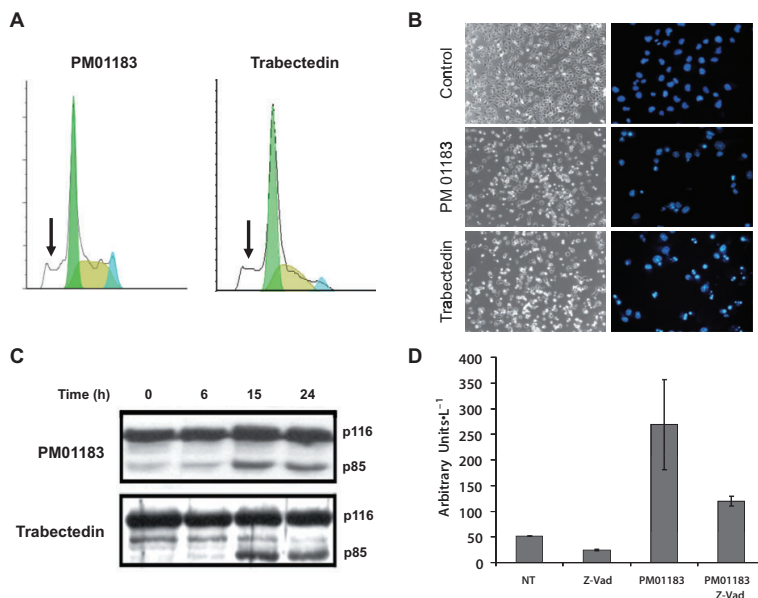 A
PM01183
Trabectedin
B
Control
PM 01183
Trabectedin
C
Time (h) 0 6 15 24
PM01183
p116
p85
Trabectedin
p116
p85
D
Arbitrary Units•L⁻¹
400
350
300
250
200
150
100
50
0
NT
Z-Vad
PM01183
PM01183
Z-Vad